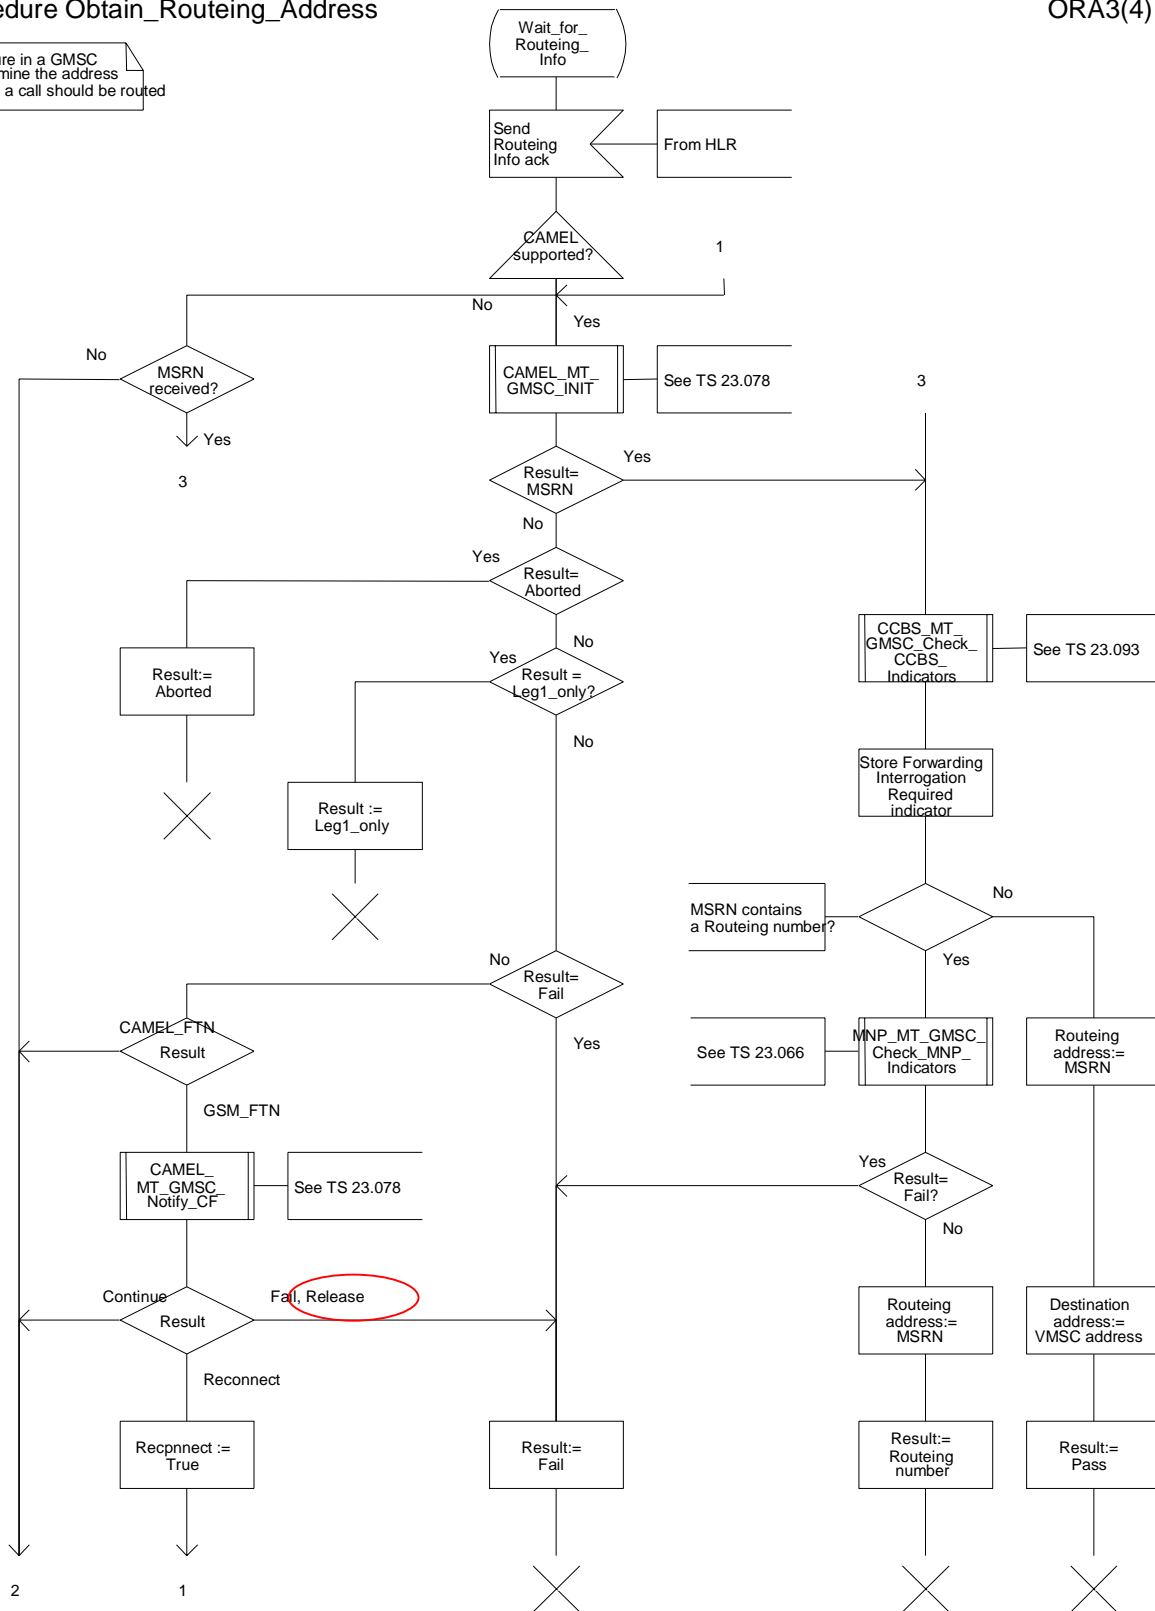 edure Obtain_Routeing_Address
ORA3(4)
re in a GMSC
mine the address
a call should be routed
Wait_for_
Routeing_
Info
Send
Routeing
Info ack
From HLR
CAMEL
supported?
1
No
Yes
No
MSRN
received?
Yes
3
CAMEL_MT_
GMSC_INIT
See TS 23.078
3
Result=
MSRN
Yes
No
Yes
Result=
Aborted
No
CCBS_MT_
GMSC_Check_
CCBS_
Indicators
See TS 23.093
Result:=
Aborted
Yes
Result =
Leg1_only?
No
Store Forwarding
Interrogation
Required
indicator
Result :=
Leg1_only
MSRN contains
a Routeing number?
No
Yes
No
Result=
Fail
Yes
CAMEL_FTN
Result
GSM_FTN
See TS 23.066
MNP_MT_GMSC_
Check_MNP_
Indicators
Routeing
address:=
MSRN
CAMEL_
MT_GMSC_
Notify_CF
See TS 23.078
Yes
Result=
Fail?
No
Continue
Result
Fail, Release
Reconnect
Routeing
address:=
MSRN
Destination
address:=
VMSC address
Recpnnect :=
True
Result:=
Fail
Result:=
Routeing
number
Result:=
Pass
2
1